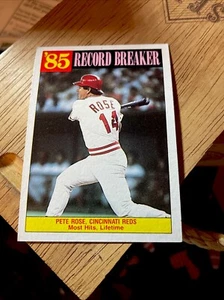 '85 RECORD BREAKER
ROSE
14
PETE ROSE, CINCINNATI REDS
Most Hits, Lifetime